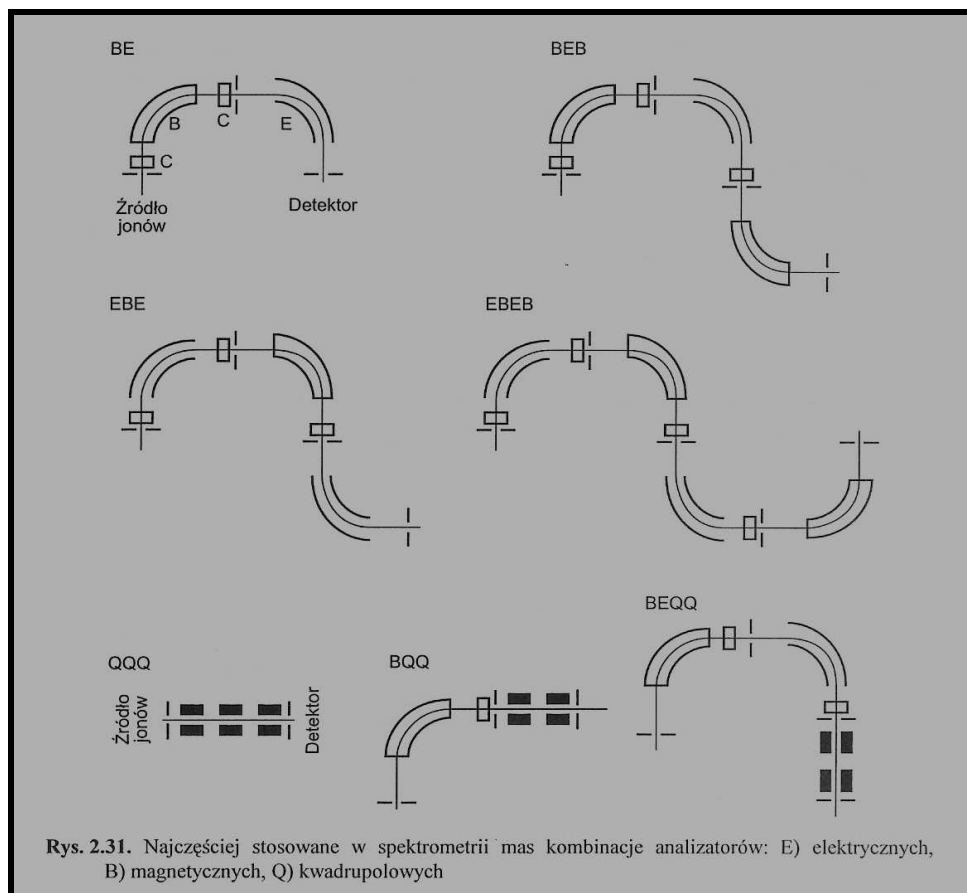 BE
BEB
B
C
E
C
Źródło
jonów
Detektor
EBE
EBEB
BEQQ
QQQ
BQQ
Źródło
jonów
Detektor
Rys. 2.31. Najczęściej stosowane w spektrometrii mas kombinacje analizatorów: E) elektrycznych,
B) magnetycznych, Q) kwadrupolowych